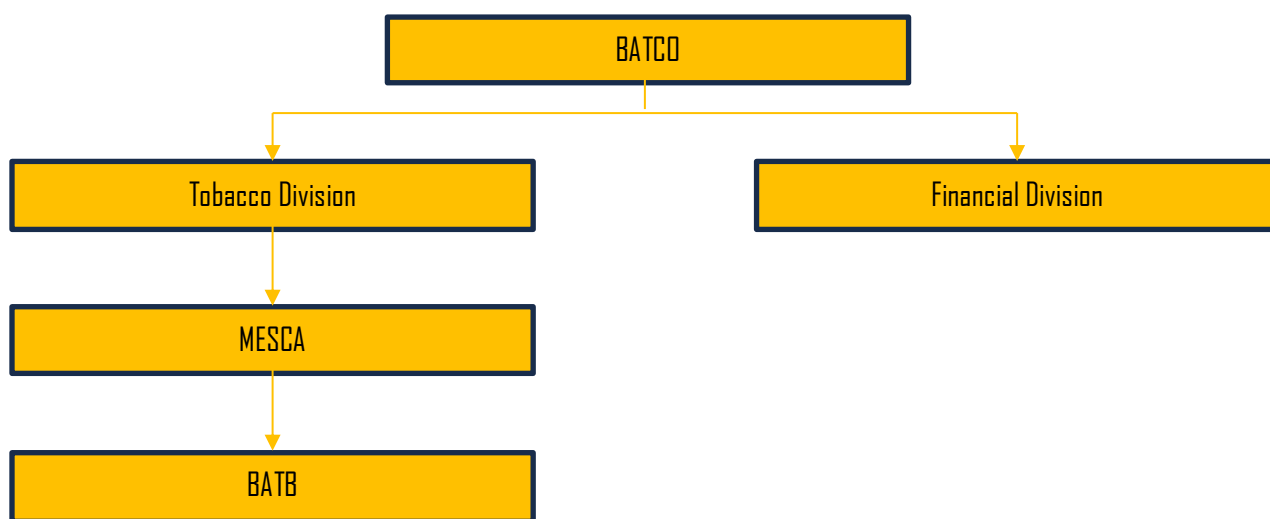 BATCO
Tobacco Division
Financial Division
MESCA
BATB